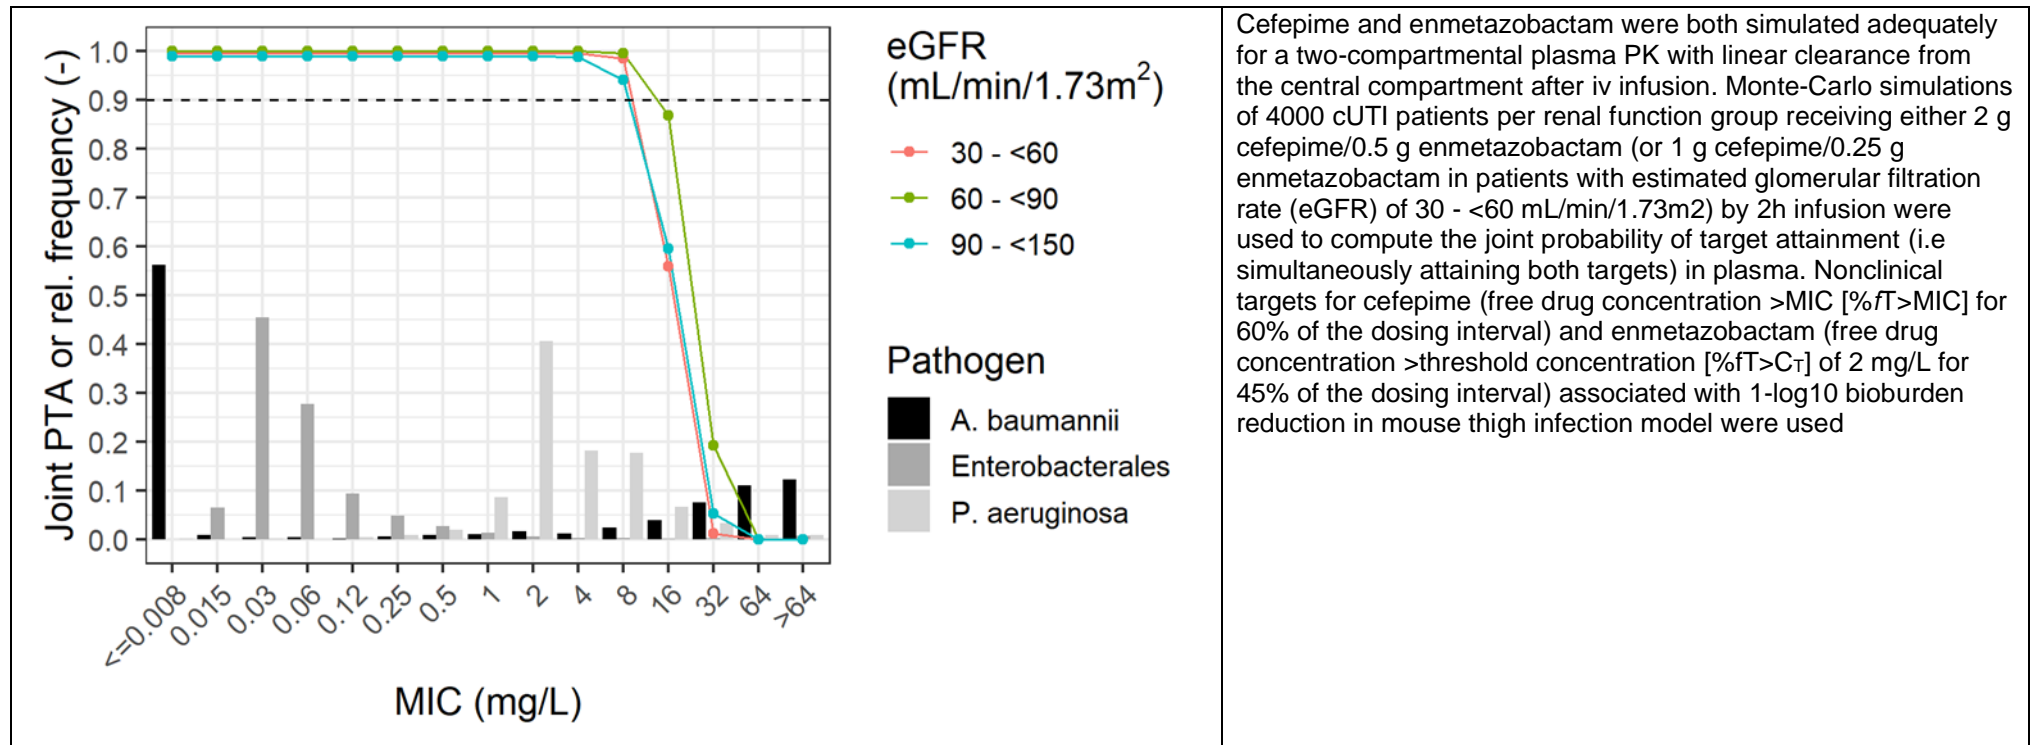 Joint PTA or rel. frequency (-)
1.0
0.9
0.8
0.7
0.6
0.5
0.4
0.3
0.2
0.1
0.0
<=0.008
0.015
0.03
0.06
0.12
0.25
0.5
1
2
4
8
16
32
64
>64
MIC (mg/L)
eGFR
(mL/min/1.73m²)
30 - <60
60 - <90
90 - <150
Pathogen
A. baumannii
Enterobacterales
P. aeruginosa
Cefepime and enmetazobactam were both simulated adequately
for a two-compartmental plasma PK with linear clearance from
the central compartment after iv infusion. Monte-Carlo simulations
of 4000 cUTI patients per renal function group receiving either 2 g
cefepime/0.5 g enmetazobactam (or 1 g cefepime/0.25 g
enmetazobactam in patients with estimated glomerular filtration
rate (eGFR) of 30 - <60 mL/min/1.73m2) by 2h infusion were
used to compute the joint probability of target attainment (i.e
simultaneously attaining both targets) in plasma. Nonclinical
targets for cefepime (free drug concentration >MIC [%fT>MIC] for
60% of the dosing interval) and enmetazobactam (free drug
concentration >threshold concentration [%fT>CT] of 2 mg/L for
45% of the dosing interval) associated with 1-log10 bioburden
reduction in mouse thigh infection model were used